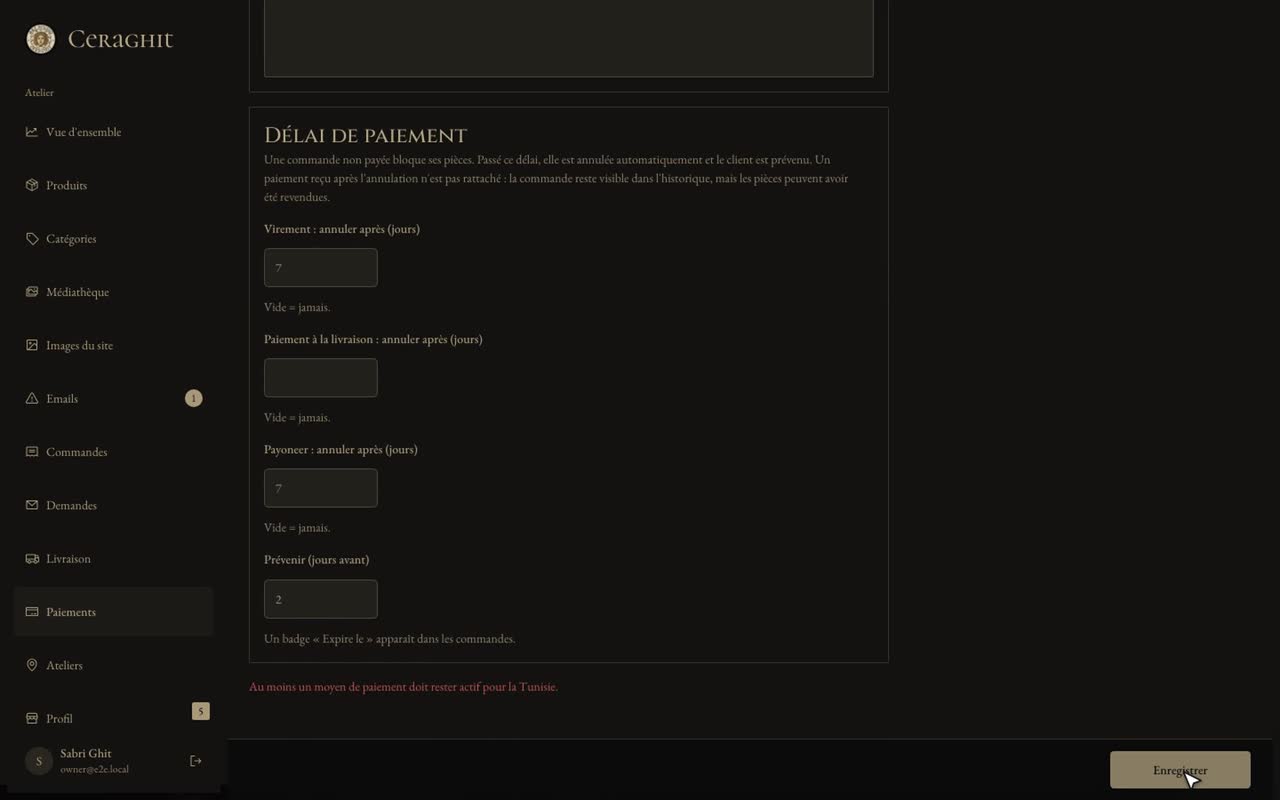 Ceraghit
Atelier
Vue d'ensemble
Produits
Catégories
Médiathèque
Images du site
Emails
1
Commandes
Demandes
Livraison
Paiements
Ateliers
Profil
5
S
Sabri Ghit
owner@e2e.local
Délai de paiement
Une commande non payée bloque ses pièces. Passé ce délai, elle est annulée automatiquement et le client est prévenu. Un
paiement reçu après l'annulation n'est pas rattaché : la commande reste visible dans l'historique, mais les pièces peuvent avoir
été revendues.
Virement : annuler après (jours)
7
Vide = jamais.
Paiement à la livraison : annuler après (jours)
Vide = jamais.
Payoneer : annuler après (jours)
7
Vide = jamais.
Prévenir (jours avant)
2
Un badge « Expire le » apparaît dans les commandes.
Au moins un moyen de paiement doit rester actif pour la Tunisie.
Enregistrer